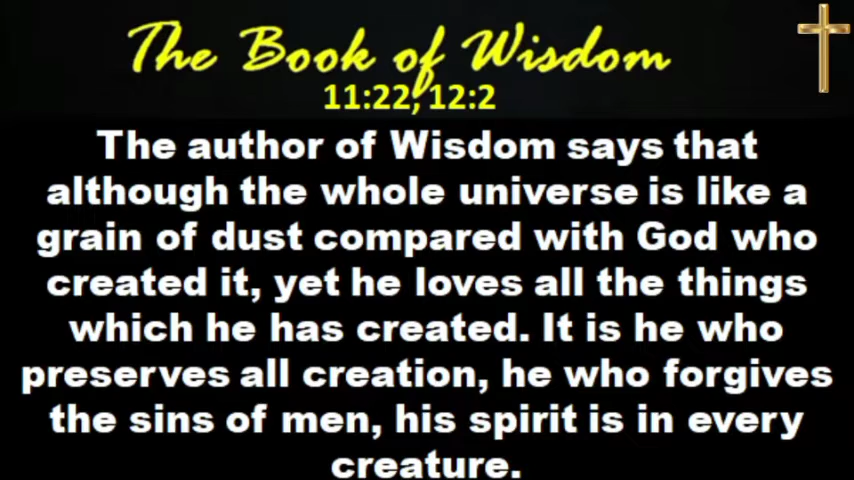 The Book of Wisdom
11:22, 12:2
The author of Wisdom says that
although the whole universe is like a
grain of dust compared with God who
created it, yet he loves all the things
which he has created. It is he who
preserves all creation, he who forgives
the sins of men, his spirit is in every
creature.